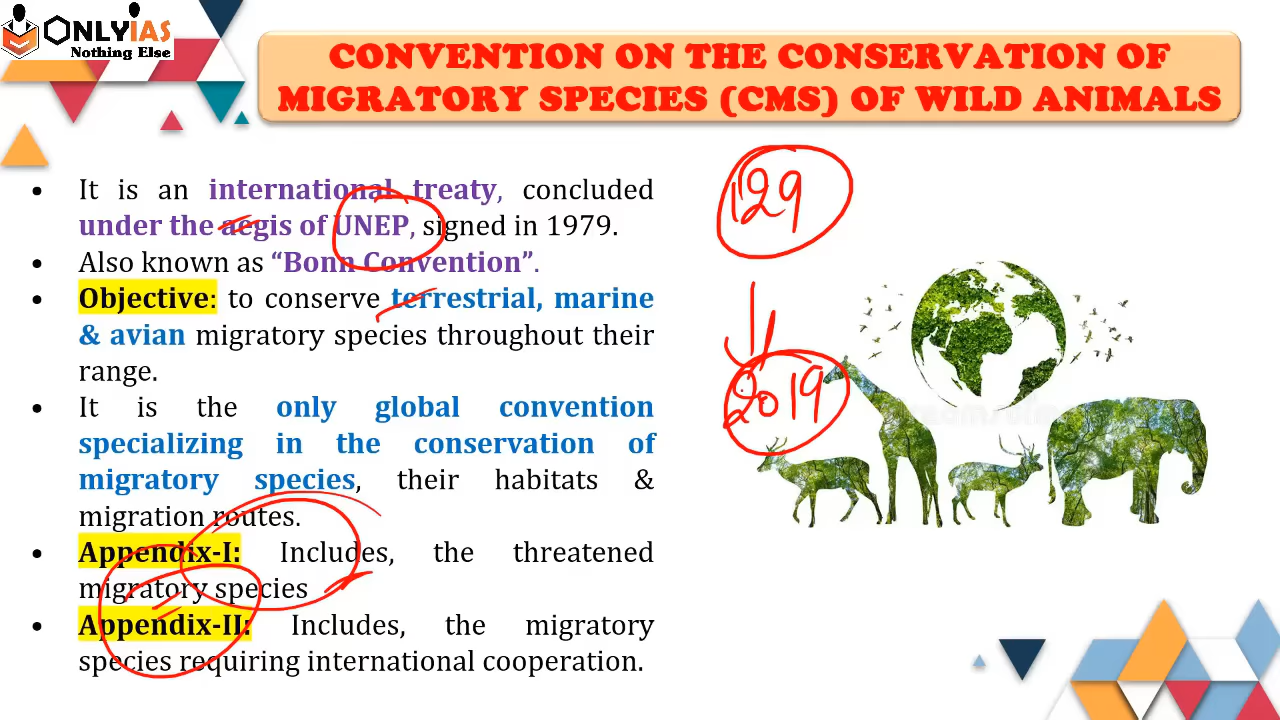 ONLYIAS
Nothing Else
CONVENTION ON THE CONSERVATION OF
MIGRATORY SPECIES (CMS) OF WILD ANIMALS
• It is an international treaty, concluded
under the aegis of UNEP, signed in 1979.
• Also known as “Bonn Convention”.
• Objective: to conserve terrestrial, marine
& avian migratory species throughout their
range.
• It is the only global convention
specializing in the conservation of
migratory species, their habitats &
migration routes.
• Appendix-I: Includes, the threatened
migratory species
• Appendix-II: Includes, the migratory
species requiring international cooperation.
129
2019